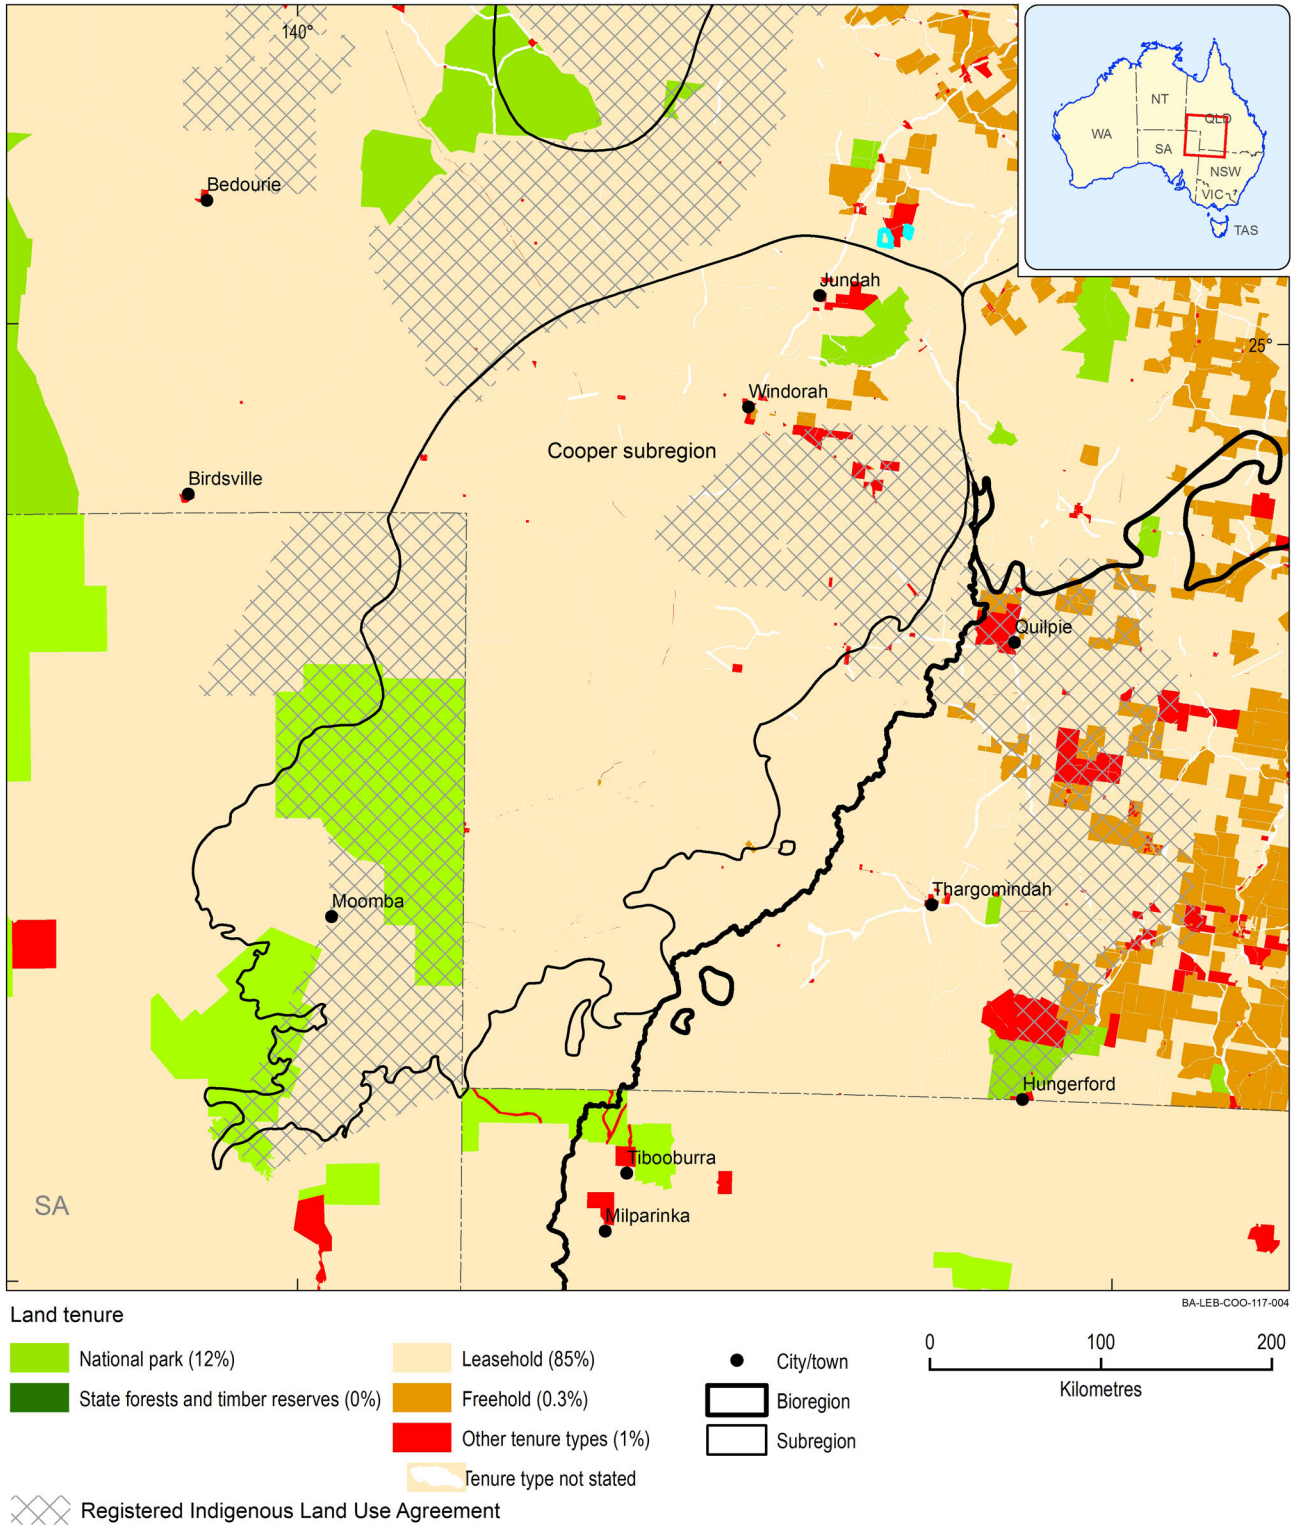 140°
NT
QLD
WA
SA
NSW
VIC
TAS
Bedourie
Jundah
25°
Windorah
Cooper subregion
Birdsville
Quilpie
Thargomindah
Moomba
Hungerford
Tibooburra
SA
Milparinka
BA-LEB-COO-117-004
Land tenure
National park (12%)
State forests and timber reserves (0%)
Leasehold (85%)
Freehold (0.3%)
Other tenure types (1%)
Tenure type not stated
City/town
Bioregion
Subregion
0 100 200
Kilometres
Registered Indigenous Land Use Agreement